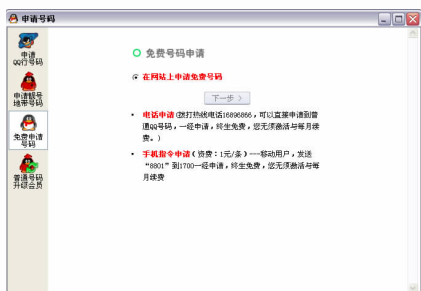 申请号码
申请
QQ行号码
申请靓号
地带号码
免费申请
号码
普通号码
升级会员
免费号码申请
在网站上申请免费号码
下一步 >
• 电话申请(拨打热线电话16896866，可以直接申请到普
通QQ号码，一经申请，终生免费，您无须激活与每月续
费。)
• 手机指令申请(资费：1元/条)---移动用户，发送
“8801”到1700一经申请，终生免费，您无须激活与每
月续费